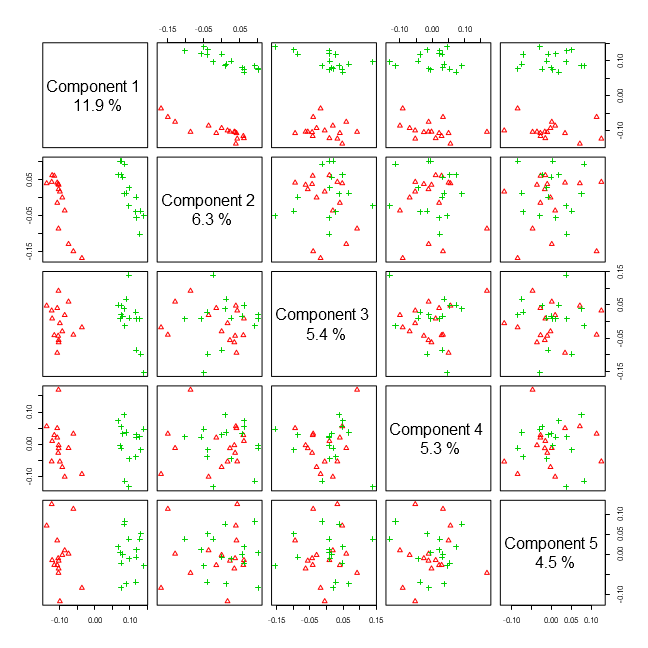 -0.15 -0.05 0.05
-0.10 0.00 0.10
Component 1
11.9 %
-0.10 0.00 0.10
-0.15 -0.05 0.05
Component 2
6.3 %
Component 3
5.4 %
-0.15 -0.05 0.05 0.15
-0.10 0.00 0.10
Component 4
5.3 %
Component 5
4.5 %
-0.10 0.00 0.05 0.10
-0.10 0.00 0.10
-0.15 -0.05 0.05 0.15
-0.10 0.00 0.05 0.10